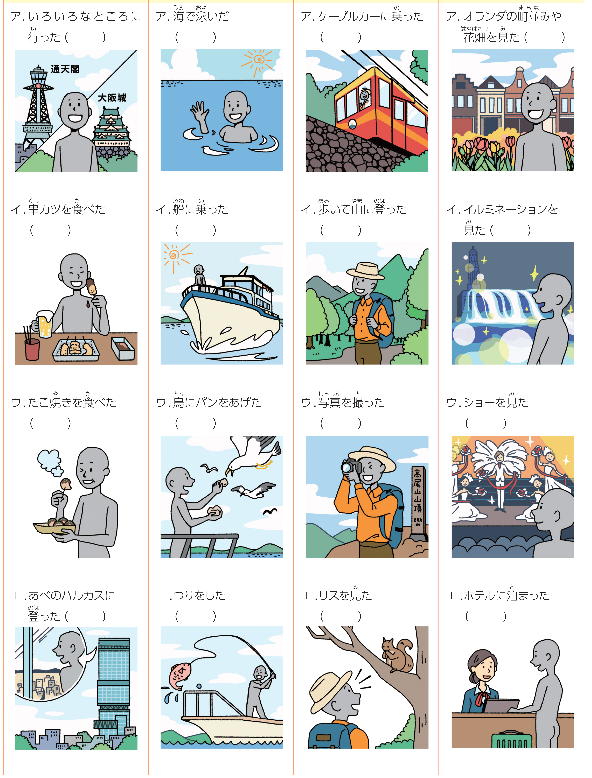 ア.いろいろなところに
行った(　　)
通天閣
大阪城
イ.串カツを食べた
(　　)
ウ.たこ焼きを食べた
(　　)
エ.あべのハルカスに
登った(　　)
ア.海で泳いだ
(　　)
イ.船に乗った
(　　)
ウ.鳥にパンをあげた
(　　)
エ.つりをした
(　　)
ア.ケーブルカーに乗った
(　　)
イ.歩いて山に登った
(　　)
ウ.写真を撮った
(　　)
高尾山山頂
エ.リスを見た
(　　)
ア.オランダの町並みや
花畑を見た(　　)
イ.イルミネーションを
見た(　　)
ウ.ショーを見た
(　　)
エ.ホテルに泊まった
(　　)